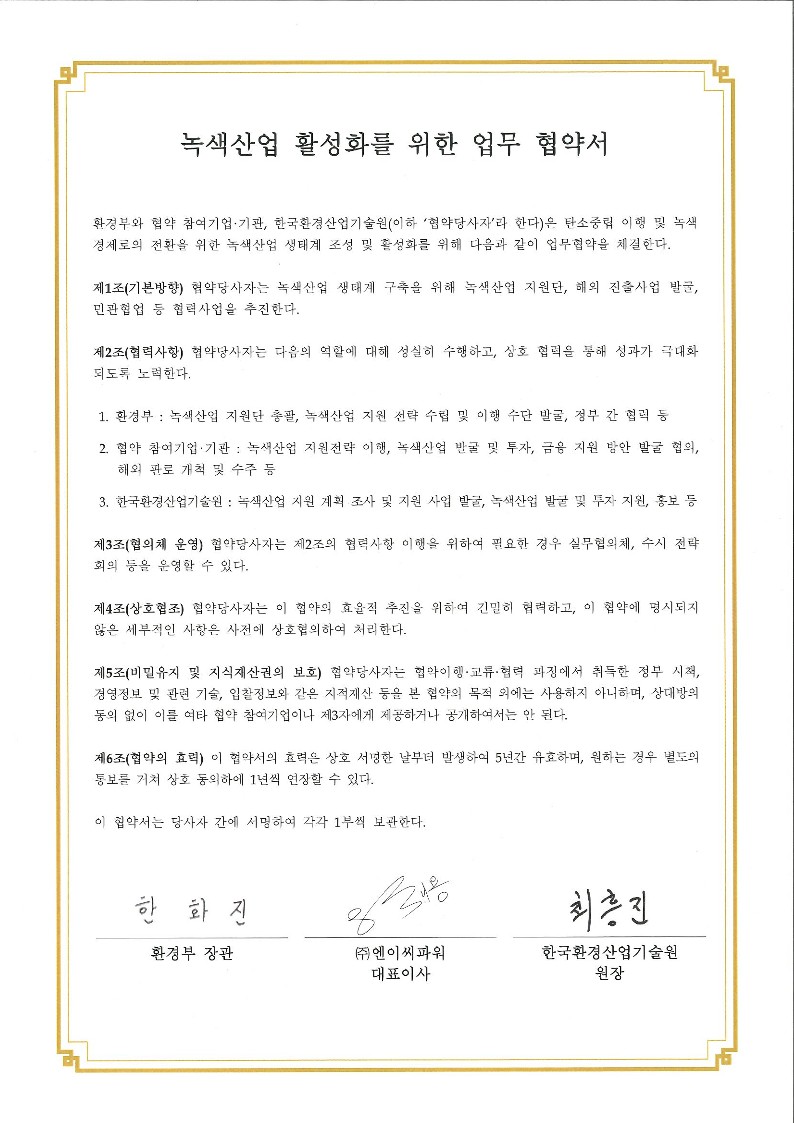 녹색산업 활성화를 위한 업무 협약서
환경부와 협약 참여기업·기관, 한국환경산업기술원(이하 '협약당사자'라 한다)은 탄소중립 이행 및 녹색
경제로의 전환을 위한 녹색산업 생태계 조성 및 활성화를 위해 다음과 같이 업무협약을 체결한다.
제1조(기본방향) 협약당사자는 녹색산업 생태계 구축을 위해 녹색산업 지원단, 해외 진출사업 발굴,
민관협업 등 협력사업을 추진한다.
제2조(협력사항) 협약당사자는 다음의 역할에 대해 성실히 수행하고, 상호 협력을 통해 성과가 극대화
되도록 노력한다.
1. 환경부 : 녹색산업 지원단 총괄, 녹색산업 지원 전략 수립 및 이행 수단 발굴, 정부 간 협력 등
2. 협약 참여기업·기관 : 녹색산업 지원전략 이행, 녹색산업 발굴 및 투자, 금융 지원 방안 발굴 협의,
해외 판로 개척 및 수주 등
3. 한국환경산업기술원 : 녹색산업 지원 계획 조사 및 지원 사업 발굴, 녹색산업 발굴 및 투자 지원, 홍보 등
제3조(협의체 운영) 협약당사자는 제2조의 협력사항 이행을 위하여 필요한 경우 실무협의체, 수시 전략
회의 등을 운영할 수 있다.
제4조(상호협조) 협약당사자는 이 협약의 효율적 추진을 위하여 긴밀히 협력하고, 이 협약에 명시되지
않은 세부적인 사항은 사전에 상호협의하여 처리한다.
제5조(비밀유지 및 지식재산권의 보호) 협약당사자는 협약이행·교류·협력 과정에서 취득한 정부 시책,
경영정보 및 관련 기술, 입찰정보와 같은 지적재산 등을 본 협약의 목적 외에는 사용하지 아니하며, 상대방의
동의 없이 이를 여타 협약 참여기업이나 제3자에게 제공하거나 공개하여서는 안 된다.
제6조(협약의 효력) 이 협약서의 효력은 상호 서명한 날부터 발생하여 5년간 유효하며, 원하는 경우 별도의
통보를 거쳐 상호 동의하에 1년씩 연장할 수 있다.
이 협약서는 당사자 간에 서명하여 각각 1부씩 보관한다.
한 화 진 최흥진
환경부 장관 ㈜엔이씨파워 한국환경산업기술원
대표이사 원장